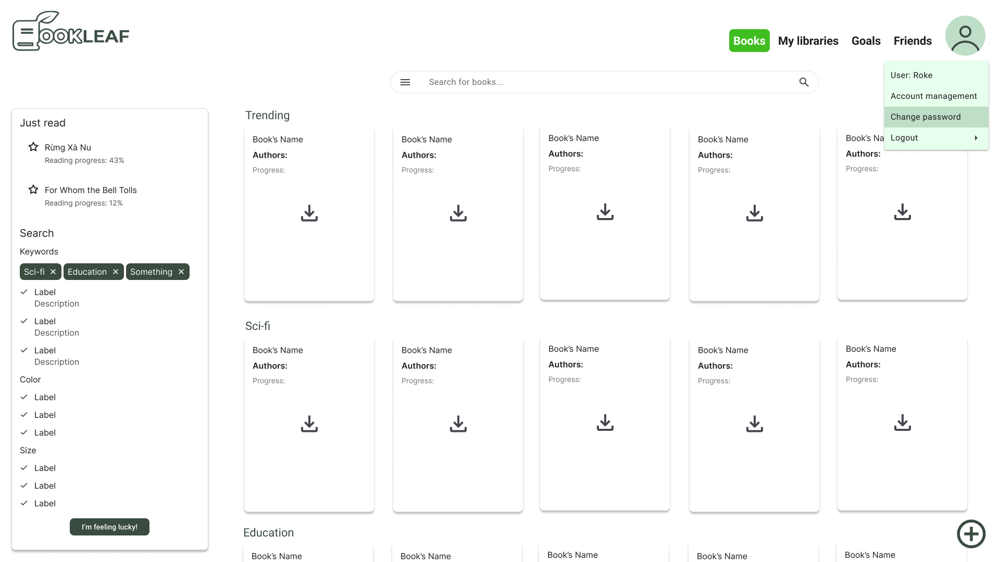 BOOKLEAF
Books
My libraries
Goals
Friends
User: Roke
Account management
Change password
Logout
Search for books...
Just read
Rừng Xà Nu
Reading progress: 43%
For Whom the Bell Tolls
Reading progress: 12%
Search
Keywords
Sci-fi
Education
Something
Label
Description
Label
Description
Label
Description
Color
Label
Label
Label
Size
Label
Label
Label
I'm feeling lucky!
Trending
Book's Name
Authors:
Progress:
Book's Name
Authors:
Progress:
Book's Name
Authors:
Progress:
Book's Name
Authors:
Progress:
Book's Na
Authors:
Progress:
Sci-fi
Book's Name
Authors:
Progress:
Book's Name
Authors:
Progress:
Book's Name
Authors:
Progress:
Book's Name
Authors:
Progress:
Book's Name
Authors:
Progress:
Education
Book's Name
Book's Name
Book's Name
Book's Name
Book's Name